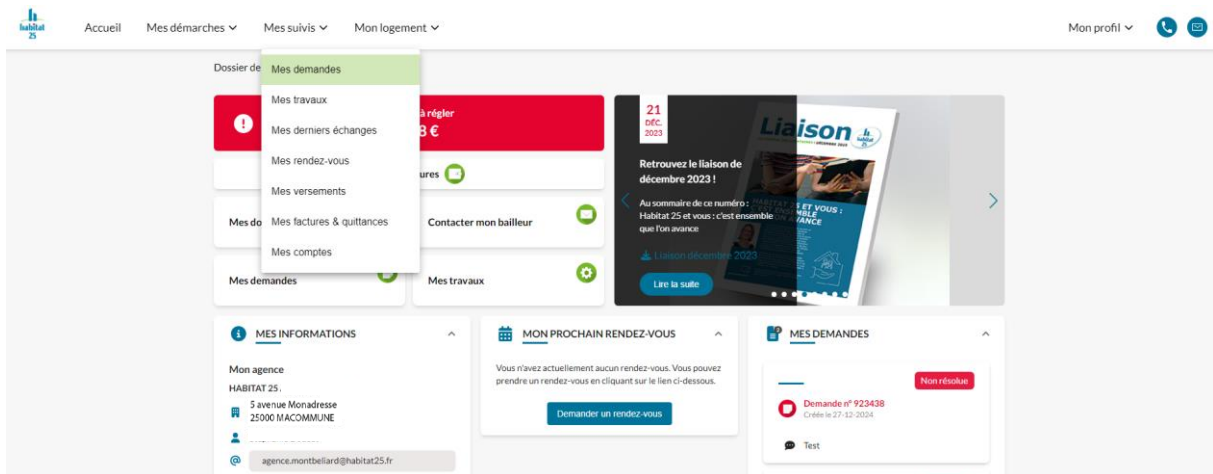 habitat
25
Accueil
Mes démarches
Mes suivis
Mon logement
Mon profil
Dossier de
Mes demandes
Mes travaux
Mes derniers échanges
Mes rendez-vous
Mes versements
Mes factures & quittances
Mes comptes
à régler
8 €
ures
Mes do
Contacter mon bailleur
Mes demandes
Mes travaux
21
DÉC.
2023
Retrouvez le liaison de
décembre 2023 !
Au sommaire de ce numéro :
Habitat 25 et vous : c'est ensemble
que l'on avance
Liaison décembre 2023
Lire la suite
Liaison
habitat
25
MES INFORMATIONS
Mon agence
HABITAT 25.
5 avenue Monadresse
25000 MACOMMUNE
@ agence.montbeliard@habitat25.fr
MON PROCHAIN RENDEZ-VOUS
Vous n'avez actuellement aucun rendez-vous. Vous pouvez
prendre un rendez-vous en cliquant sur le lien ci-dessous.
Demander un rendez-vous
MES DEMANDES
Non résolue
Demande n° 923438
Créée le 27-12-2024
Test